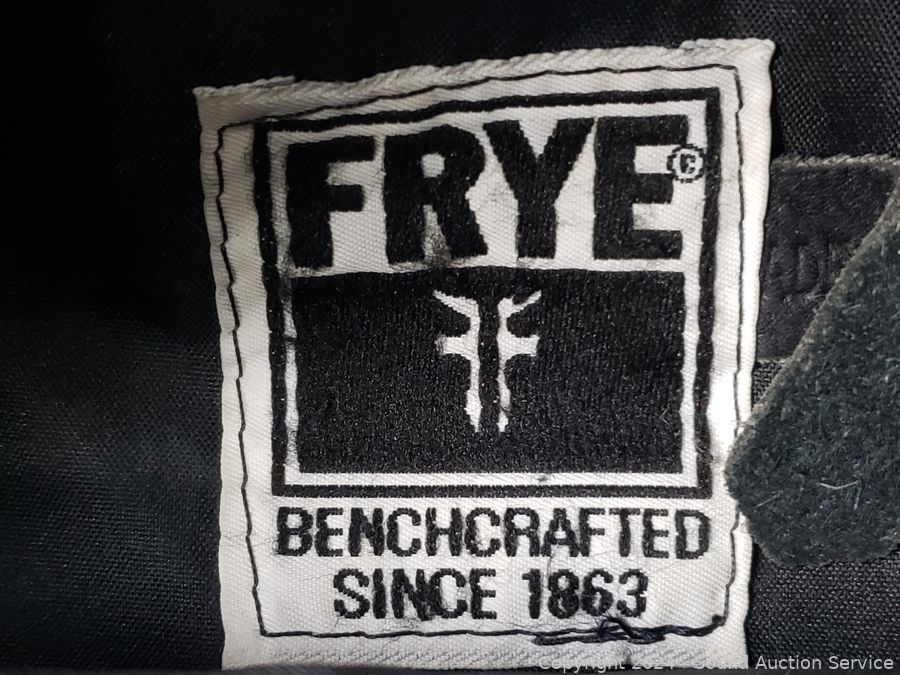 FRYE®
BENCHCRAFTED
SINCE 1863
Copyright 2024 - Sound Auction Service